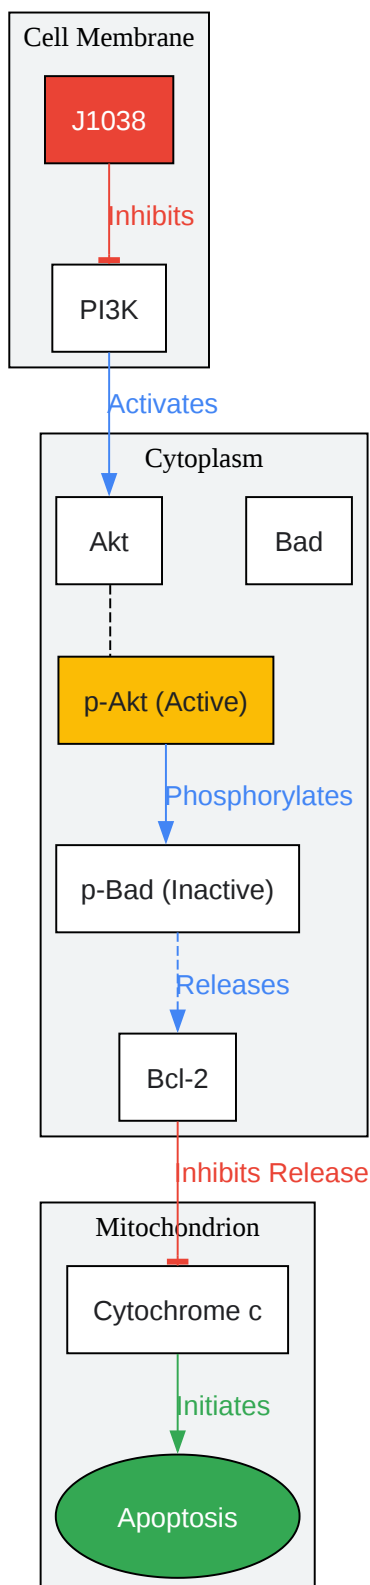 Cell Membrane
J1038
Inhibits
PI3K
Activates
Cytoplasm
Akt
Bad
p-Akt (Active)
Phosphorylates
p-Bad (Inactive)
Releases
Bcl-2
Inhibits Release
Mitochondrion
Cytochrome c
Initiates
Apoptosis